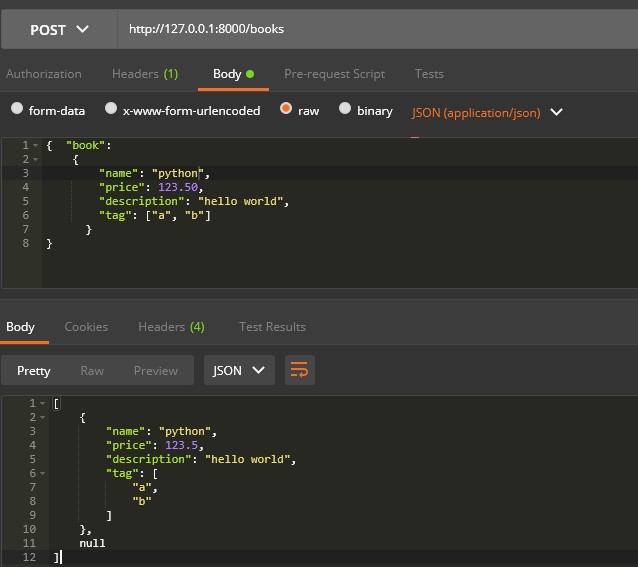 POST http://127.0.0.1:8000/books
Authorization Headers (1) Body Pre-request Script Tests
form-data x-www-form-urlencoded raw binary JSON (application/json)
1 { "book":
2 {
3 "name": "python",
4 "price": 123.50,
5 "description": "hello world",
6 "tag": ["a", "b"]
7 }
8 }
Body Cookies Headers (4) Test Results
Pretty Raw Preview JSON
1 [
2 {
3 "name": "python",
4 "price": 123.5,
5 "description": "hello world",
6 "tag": [
7 "a",
8 "b"
9 ]
10 },
11 null
12 ]